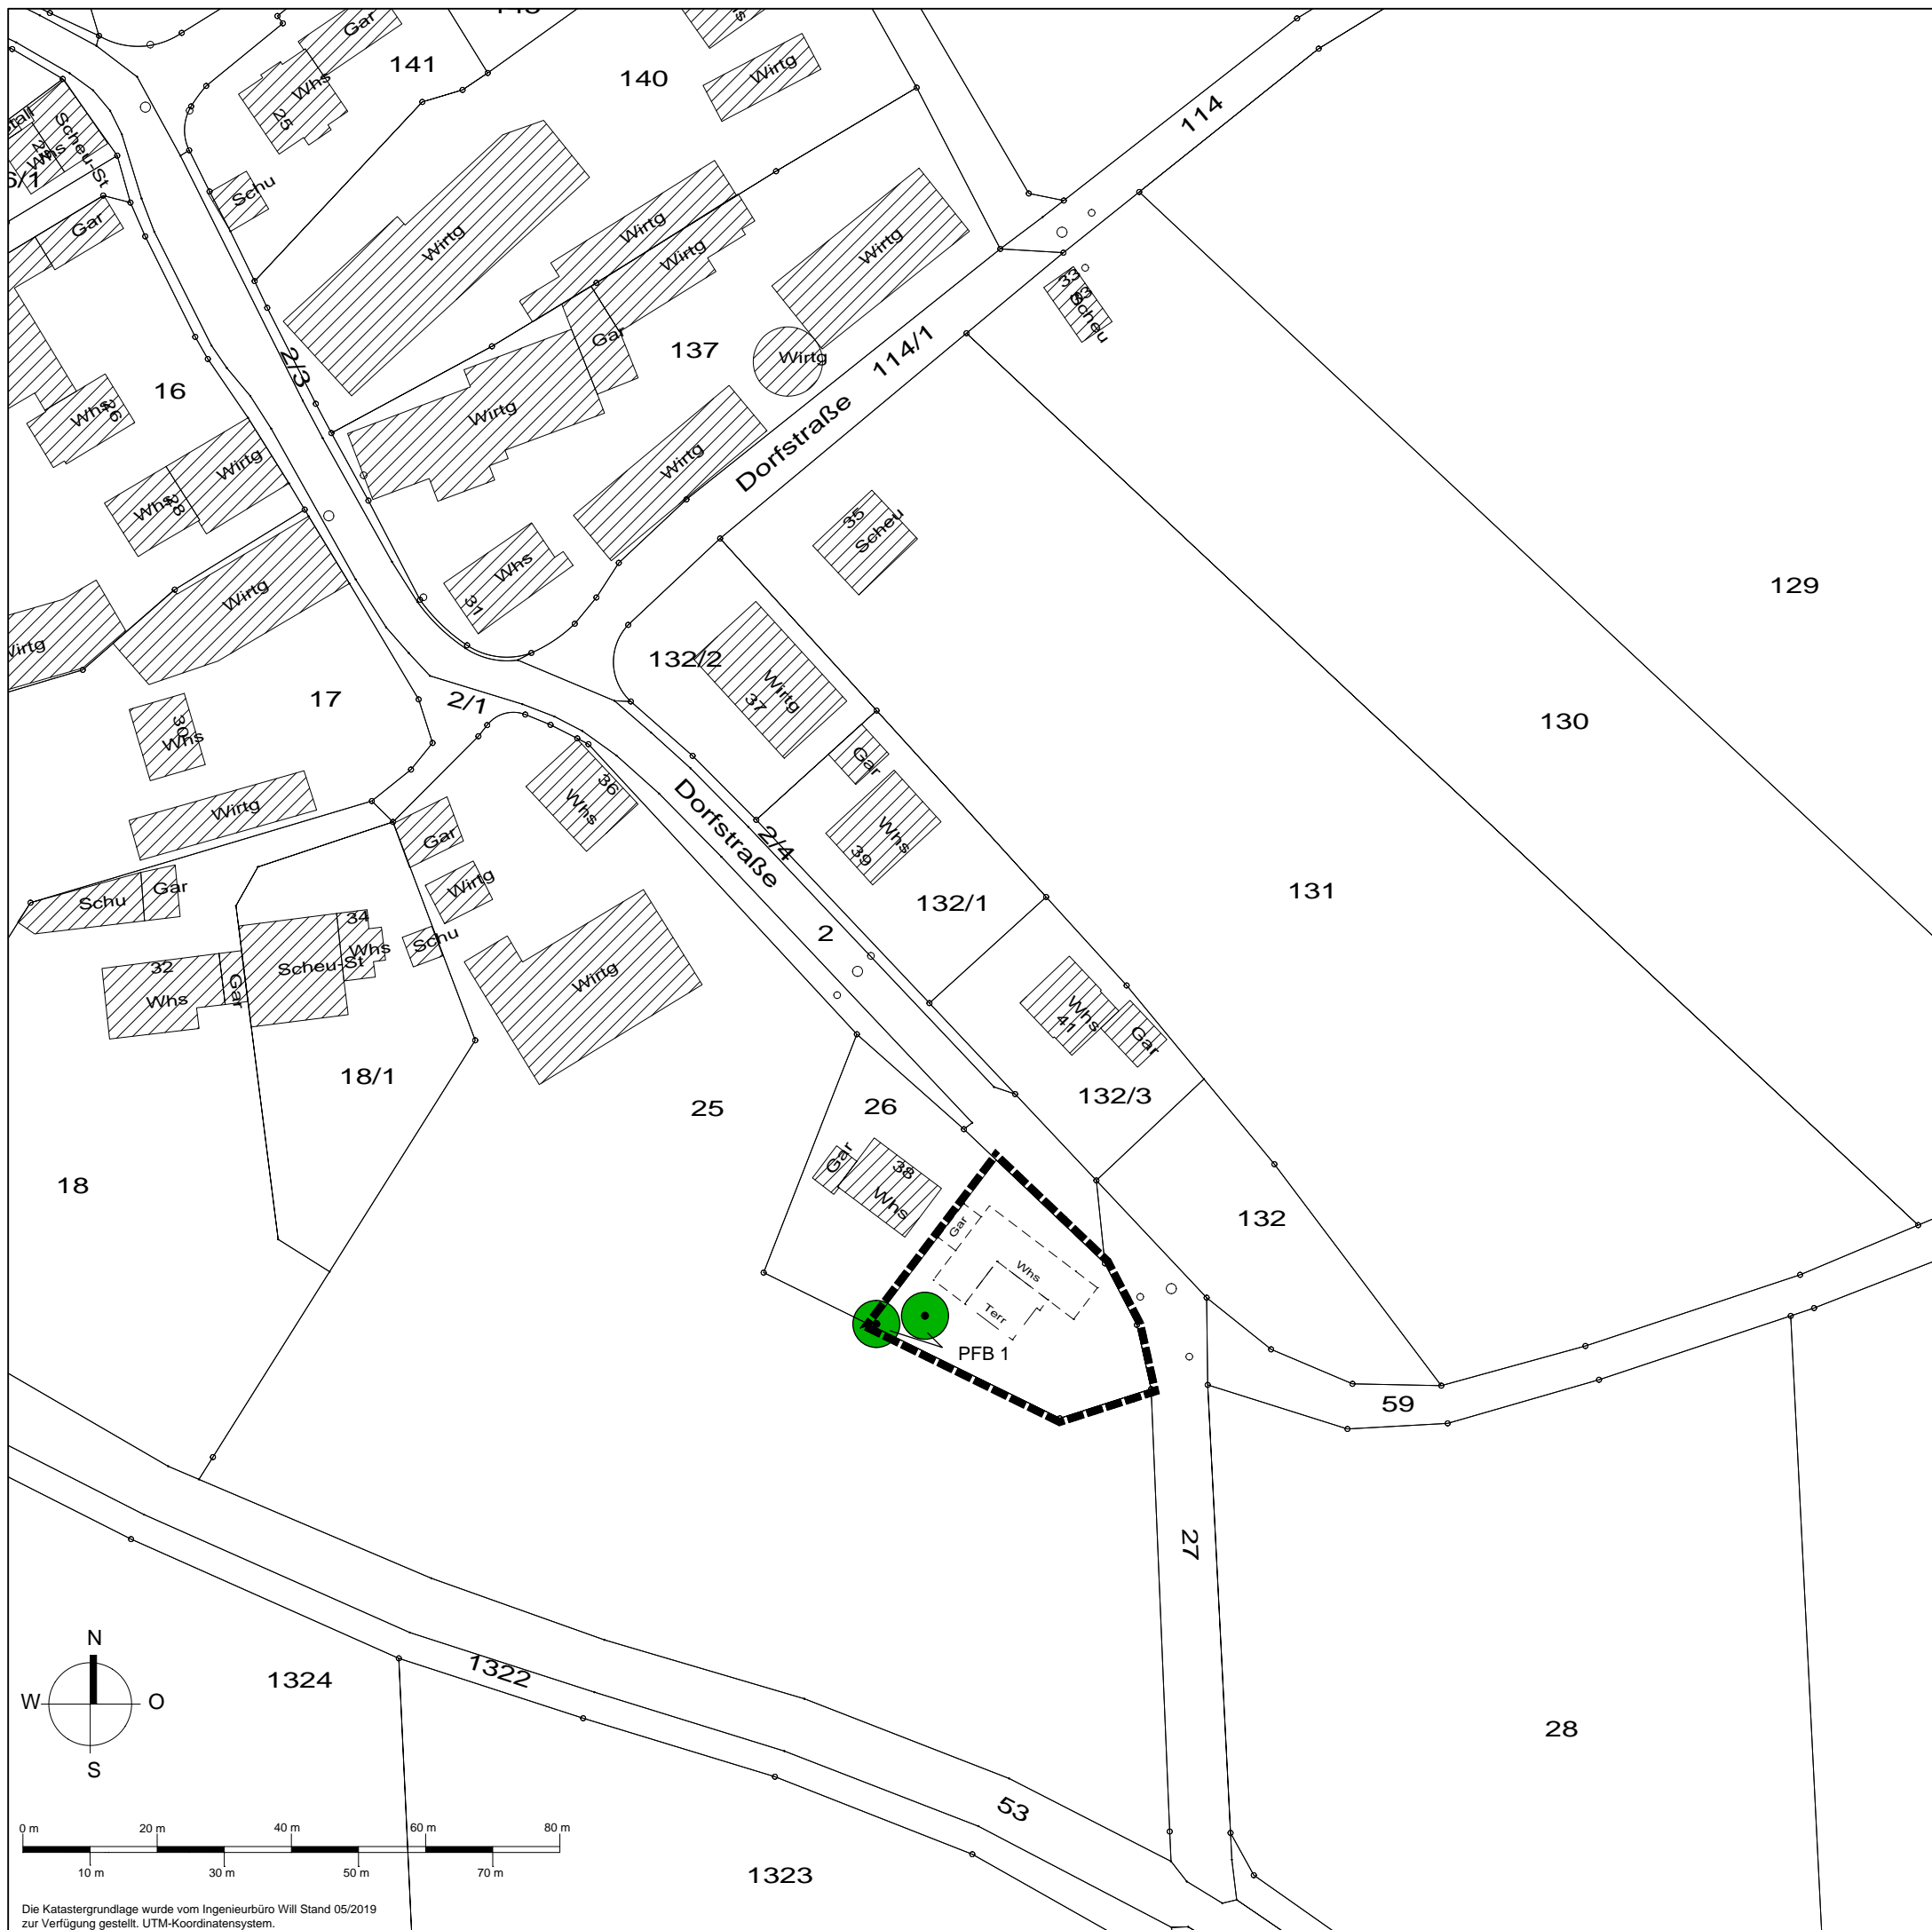 Gar
141
140
114
Whs
25
Wirtg
Scheu-St
Whs
Schu
Gar
Wirtg
Wirtg
Wirtg
Wirtg
33
Scheu
2/3
Gar
137
Wirtg
114/1
16
Whs
26
Wirtg
Dorfstraße
Wirtg
Whs
28
Wirtg
35
Scheu
Whs
31
129
Wirtg
Wirtg
132/2
Wirtg
37
17
2/1
130
30
Whs
Gar
36
Whs
Dorfstraße
Wirtg
2/4
Whs
39
Gar
Wirtg
131
Schu
Gar
132/1
34
Whs
Schu
2
Scheu-St
32
Whs
Gar
Wirtg
Whs
41
Gar
18/1
132/3
25
26
18
Gar
38
Whs
132
Gar
Whs
Terr
PFB 1
59
27
N
W
O
S
1324
1322
28
53
0 m
20 m
40 m
60 m
80 m
10 m
30 m
50 m
70 m
1323
Die Katastergrundlage wurde vom Ingenieurbüro Will Stand 05/2019
zur Verfügung gestellt. UTM-Koordinatensystem.